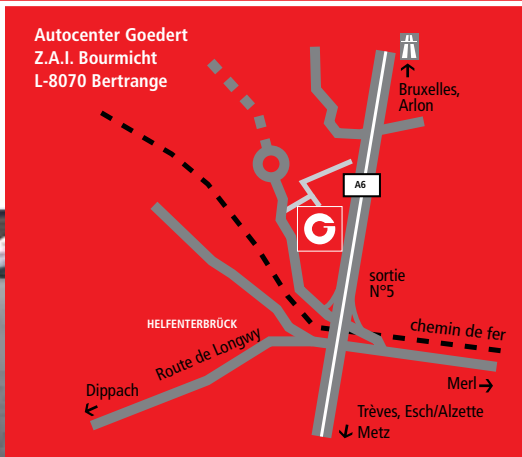 Autocenter Goedert
Z.A.I. Bourmicht
L-8070 Bertrange
Bruxelles,
Arlon
A6
G
sortie
N°5
HELFENTERBRÜCK
chemin de fer
Route de Longwy
Dippach
Merl
Trèves, Esch/Alzette
Metz